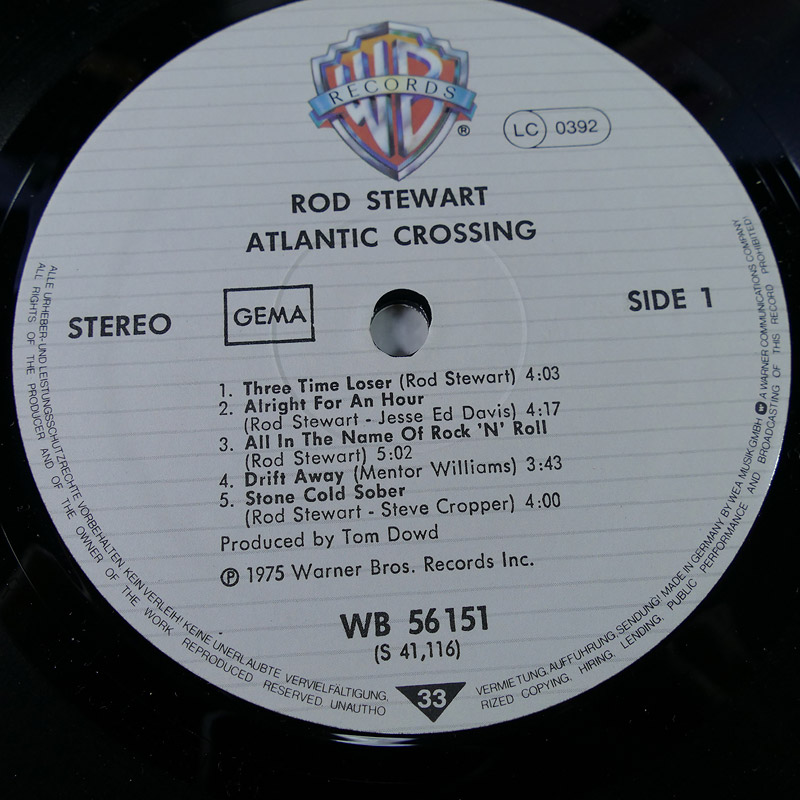 WB
RECORDS
®
LC 0392
ROD STEWART
ATLANTIC CROSSING
STEREO
GEMA
SIDE 1
1. Three Time Loser (Rod Stewart) 4:03
2. Alright For An Hour
(Rod Stewart - Jesse Ed Davis) 4:17
3. All In The Name Of Rock 'N' Roll
(Rod Stewart) 5:02
4. Drift Away (Mentor Williams) 3:43
5. Stone Cold Sober
(Rod Stewart - Steve Cropper) 4:00
Produced by Tom Dowd
℗ 1975 Warner Bros. Records Inc.
WB 56151
(S 41,116)
33
ALLE URHEBER- UND LEISTUNGSSCHUTZRECHTE VORBEHALTEN KEIN VERLEIH! KEINE UNERLAUBTE VERVIELFÄLTIGUNG, VERMIETUNG, AUFFÜHRUNG, SENDUNG! MADE IN GERMANY BY WEA MUSIK GMBH A WARNER COMMUNICATIONS COMPANY
ALL RIGHTS OF THE PRODUCER AND OF THE OWNER OF THE WORK REPRODUCED RESERVED. UNAUTHORIZED COPYING, HIRING, LENDING, PUBLIC PERFORMANCE AND BROADCASTING OF THIS RECORD PROHIBITED!